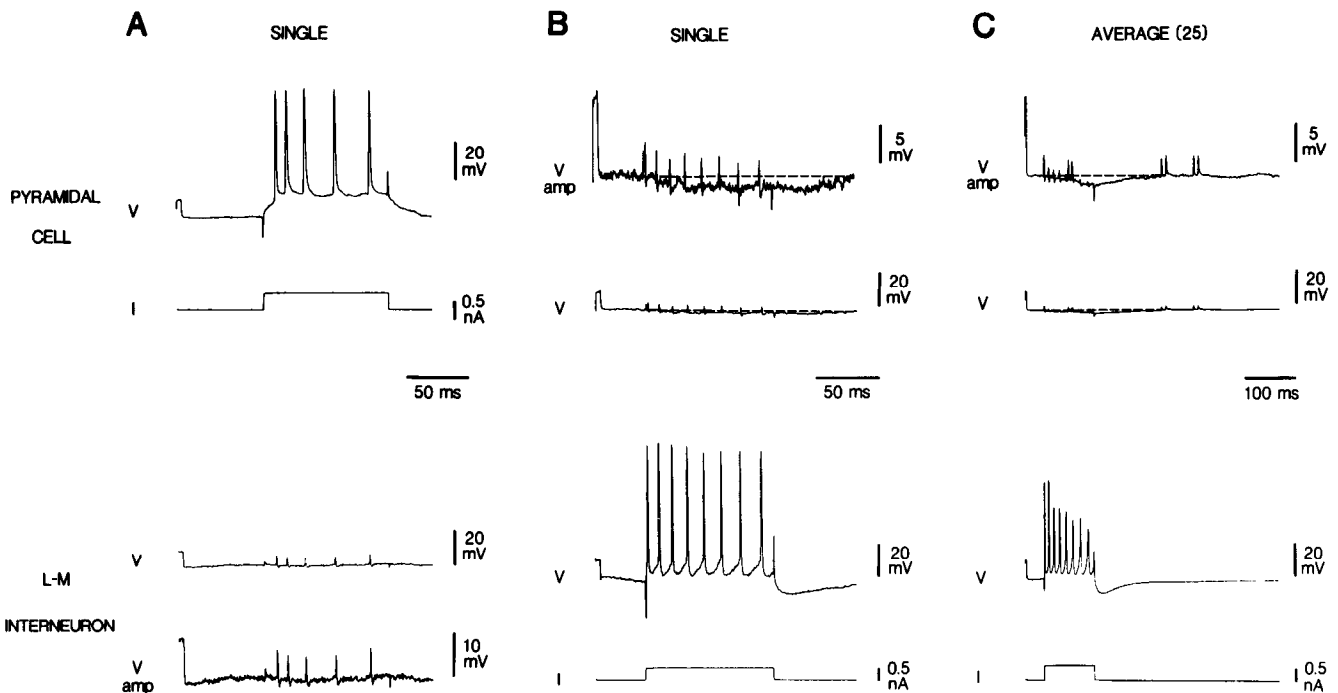 A
SINGLE
B
SINGLE
C
AVERAGE (25)
PYRAMIDAL
CELL
V
20
mV
I
0.5
nA
50 ms
V
amp
5
mV
V
20
mV
50 ms
V
amp
5
mV
V
20
mV
100 ms
L-M
INTERNEURON
V
20
mV
V
amp
10
mV
V
20
mV
I
0.5
nA
V
20
mV
I
0.5
nA